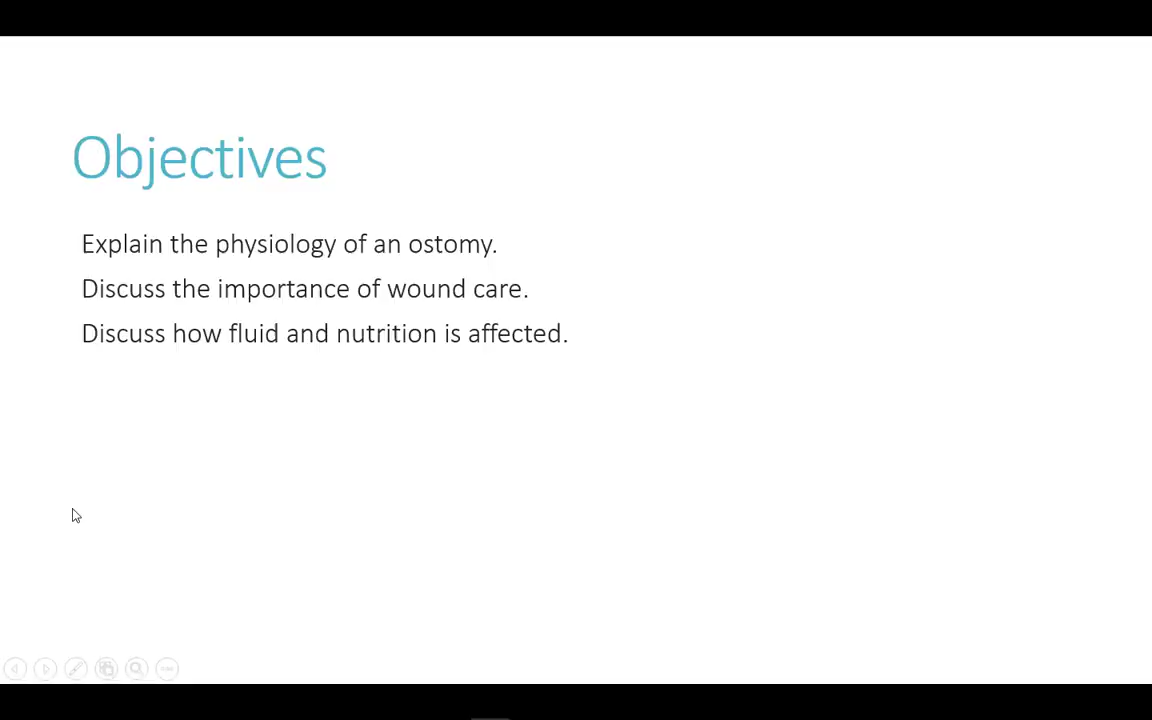 Objectives
Explain the physiology of an ostomy.
Discuss the importance of wound care.
Discuss how fluid and nutrition is affected.